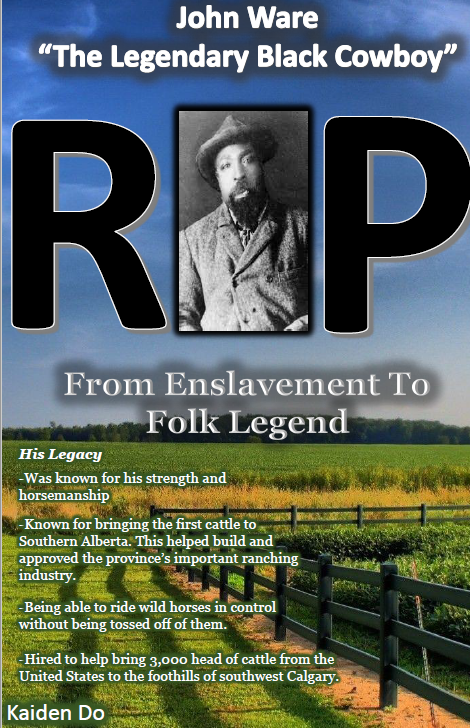 John Ware
“The Legendary Black Cowboy”
R P
From Enslavement To
Folk Legend
His Legacy
-Was known for his strength and
horsemanship
-Known for bringing the first cattle to
Southern Alberta. This helped build and
approved the province’s important ranching
industry.
-Being able to ride wild horses in control
without being tossed off of them.
-Hired to help bring 3,000 head of cattle from the
United States to the foothills of southwest Calgary.
Kaiden Do